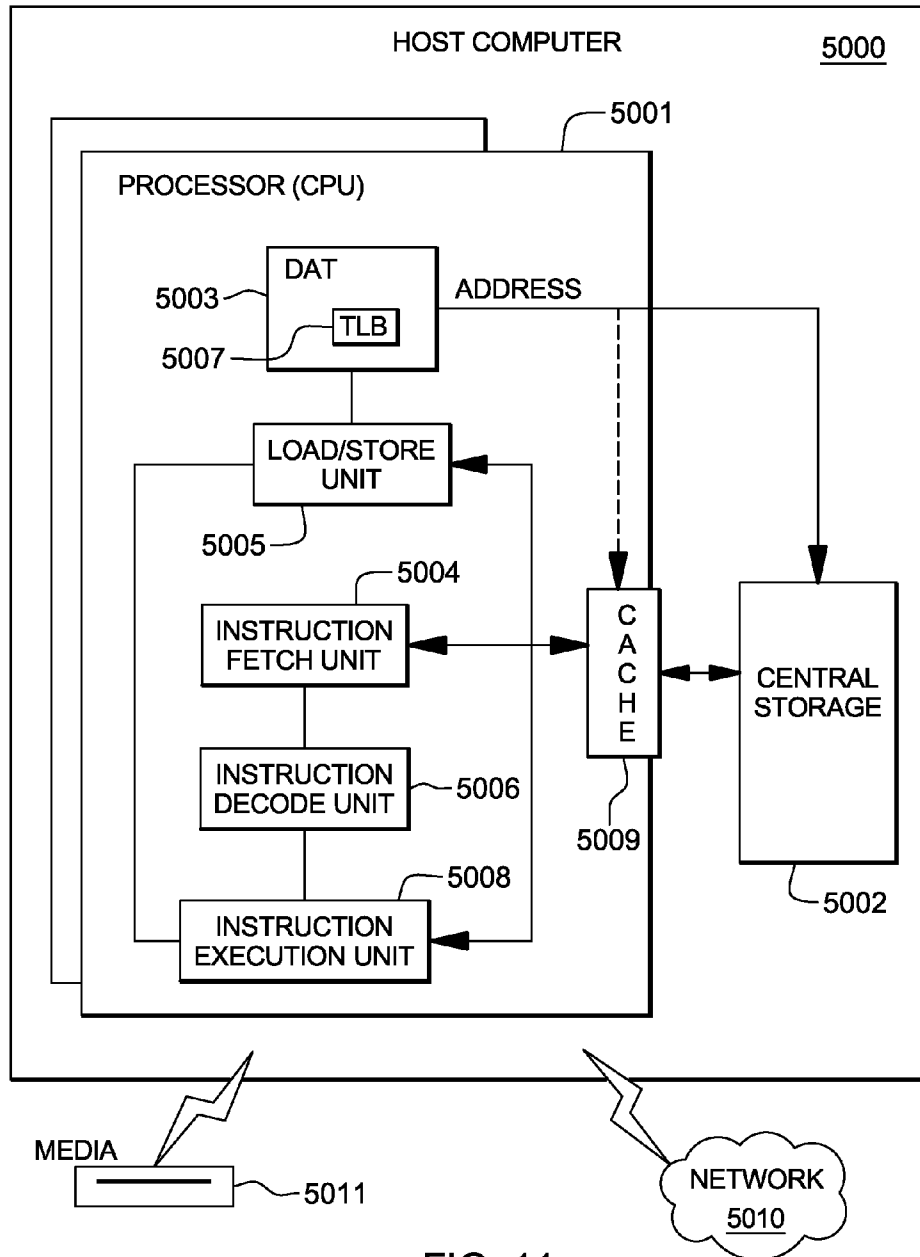 HOST COMPUTER
5000
5001
PROCESSOR (CPU)
DAT
ADDRESS
5003
TLB
5007
LOAD/STORE
UNIT
5005
5004
INSTRUCTION
FETCH UNIT
CACHE
CENTRAL
STORAGE
INSTRUCTION
DECODE UNIT
5006
5009
5008
5002
INSTRUCTION
EXECUTION UNIT
MEDIA
5011
NETWORK
5010